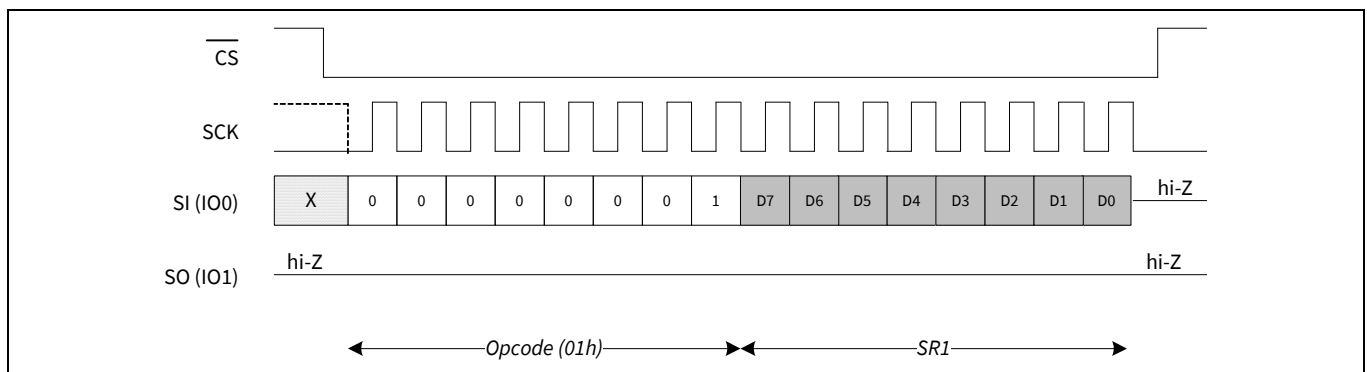 CS
SCK
SI (IO0) X 0 0 0 0 0 0 0 1 D7 D6 D5 D4 D3 D2 D1 D0 hi-Z
hi-Z hi-Z
SO (IO1)
Opcode (01h) SR1